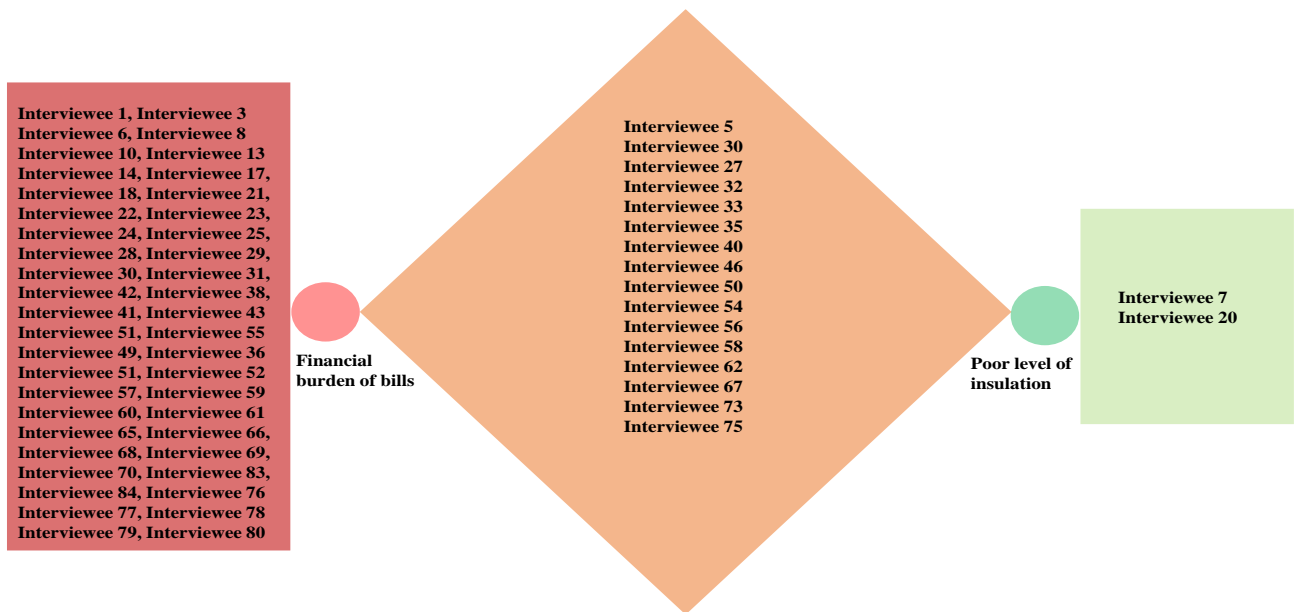 Interviewee 1, Interviewee 3
Interviewee 6, Interviewee 8
Interviewee 10, Interviewee 13
Interviewee 14, Interviewee 17,
Interviewee 18, Interviewee 21,
Interviewee 22, Interviewee 23,
Interviewee 24, Interviewee 25,
Interviewee 28, Interviewee 29,
Interviewee 30, Interviewee 31,
Interviewee 42, Interviewee 38,
Interviewee 41, Interviewee 43
Interviewee 51, Interviewee 55
Interviewee 49, Interviewee 36
Interviewee 51, Interviewee 52
Interviewee 57, Interviewee 59
Interviewee 60, Interviewee 61
Interviewee 65, Interviewee 66,
Interviewee 68, Interviewee 69,
Interviewee 70, Interviewee 83,
Interviewee 84, Interviewee 76
Interviewee 77, Interviewee 78
Interviewee 79, Interviewee 80
Financial
burden of bills
Interviewee 5
Interviewee 30
Interviewee 27
Interviewee 32
Interviewee 33
Interviewee 35
Interviewee 40
Interviewee 46
Interviewee 50
Interviewee 54
Interviewee 56
Interviewee 58
Interviewee 62
Interviewee 67
Interviewee 73
Interviewee 75
Poor level of
insulation
Interviewee 7
Interviewee 20